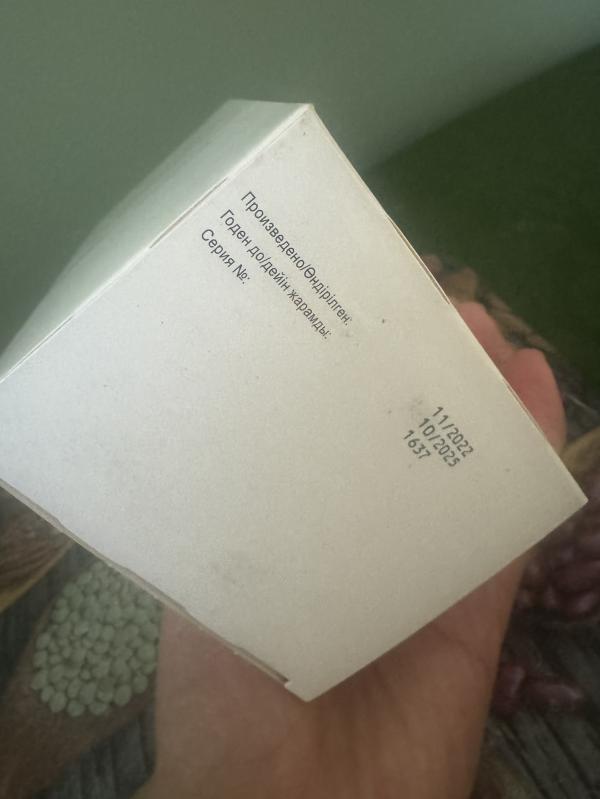 Произведено/Өндірілген:
Годен до/дейін жарамды:
Серия №:
11/2022
10/2025
1637